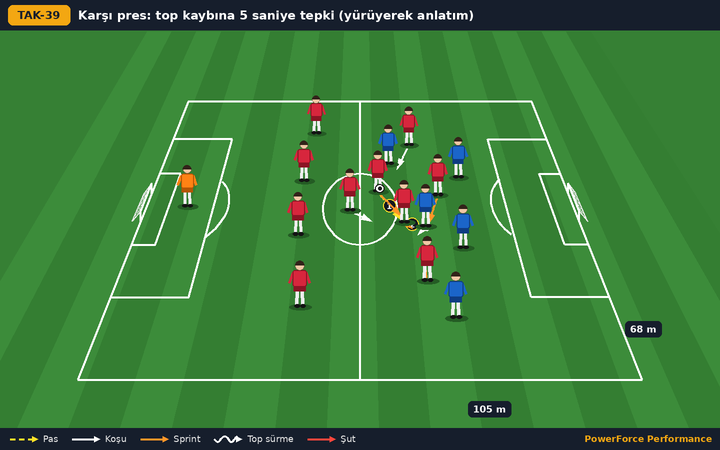 TAK-39 Karşı pres: top kaybına 5 saniye tepki (yürüyerek anlatım)
1
68 m
105 m
Pas Koşu Sprint Top sürme Şut PowerForce Performance